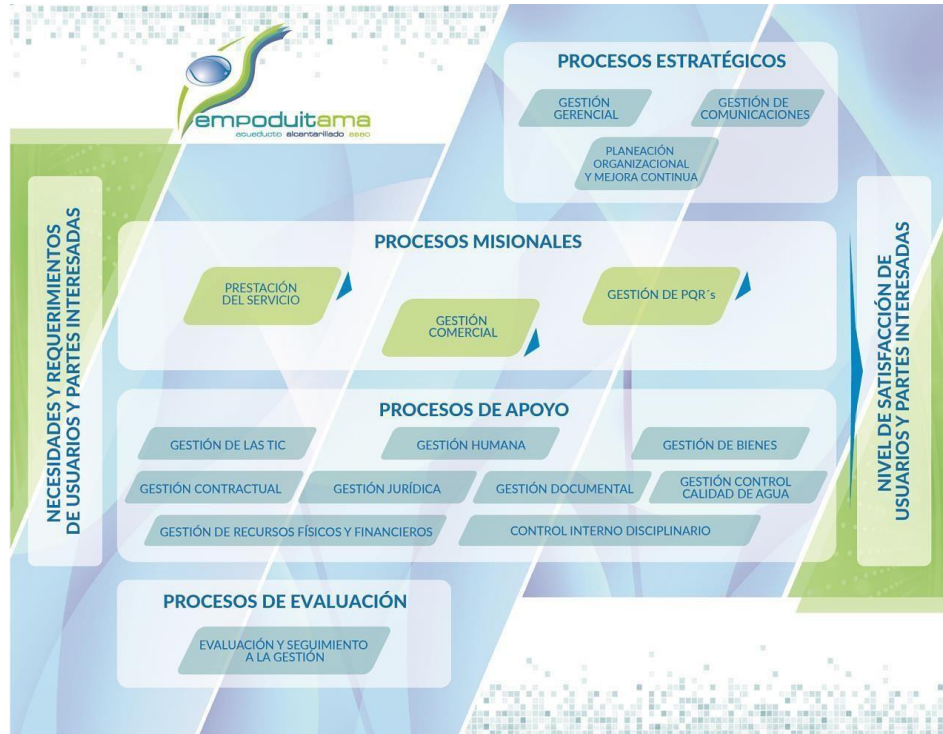 empoduitama
acueducto alcantarillado aseo
PROCESOS ESTRATÉGICOS
GESTIÓN
GERENCIAL
GESTIÓN DE
COMUNICACIONES
PLANEACIÓN
ORGANIZACIONAL
Y MEJORA CONTINUA
NECESIDADES Y REQUERIMIENTOS
DE USUARIOS Y PARTES INTERESADAS
PROCESOS MISIONALES
PRESTACIÓN
DEL SERVICIO
GESTIÓN
COMERCIAL
GESTIÓN DE PQR´s
PROCESOS DE APOYO
GESTIÓN DE LAS TIC
GESTIÓN HUMANA
GESTIÓN DE BIENES
GESTIÓN CONTRACTUAL
GESTIÓN JURÍDICA
GESTIÓN DOCUMENTAL
GESTIÓN CONTROL
CALIDAD DE AGUA
GESTIÓN DE RECURSOS FÍSICOS Y FINANCIEROS
CONTROL INTERNO DISCIPLINARIO
PROCESOS DE EVALUACIÓN
EVALUACIÓN Y SEGUIMIENTO
A LA GESTIÓN
NIVEL DE SATISFACCIÓN DE
USUARIOS Y PARTES INTERESADAS